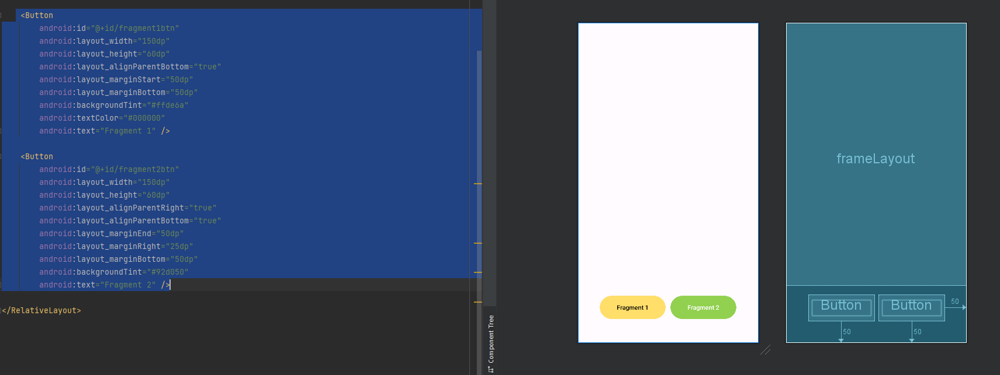 <Button
android:id="@+id/fragment1btn"
android:layout_width="150dp"
android:layout_height="60dp"
android:layout_alignParentBottom="true"
android:layout_marginStart="50dp"
android:layout_marginBottom="50dp"
android:backgroundTint="#ffde6a"
android:textColor="#000000"
android:text="Fragment 1" />
<Button
android:id="@+id/fragment2btn"
android:layout_width="150dp"
android:layout_height="60dp"
android:layout_alignParentRight="true"
android:layout_alignParentBottom="true"
android:layout_marginEnd="50dp"
android:layout_marginRight="25dp"
android:layout_marginBottom="50dp"
android:backgroundTint="#92d050"
android:text="Fragment 2" />
</RelativeLayout>
Component Tree
Fragment 1
Fragment 2
frameLayout
Button
Button
50
50
50